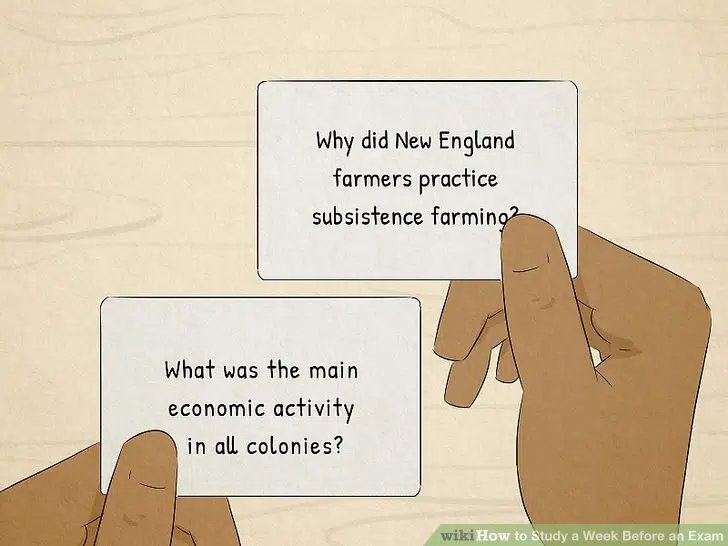 Why did New England
farmers practice
subsistence farming?
What was the main
economic activity
in all colonies?
wikiHow to Study a Week Before an Exam